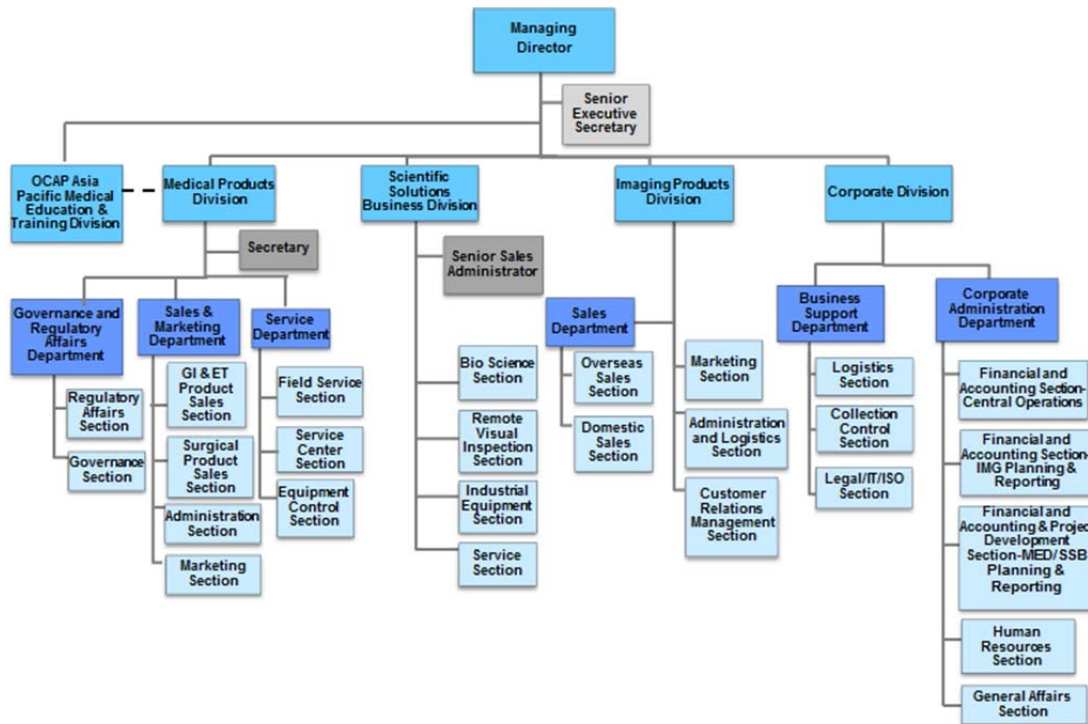 Managing
Director
Senior
Executive
Secretary
OCAP Asia
Pacific Medical
Education &
Training Division
Medical Products
Division
Scientific
Solutions
Business Division
Imaging Products
Division
Corporate Division
Secretary
Senior Sales
Administrator
Governance and
Regulatory
Affairs
Department
Sales &
Marketing
Department
Service
Department
Sales
Department
Business
Support
Department
Corporate
Administration
Department
Regulatory
Affairs
Section
Governance
Section
GI & ET
Product
Sales
Section
Surgical
Product
Sales
Section
Administration
Section
Marketing
Section
Field Service
Section
Service
Center
Section
Equipment
Control
Section
Bio Science
Section
Remote
Visual
Inspection
Section
Industrial
Equipment
Section
Service
Section
Overseas
Sales
Section
Domestic
Sales
Section
Marketing
Section
Administration
and Logistics
Section
Customer
Relations
Management
Section
Logistics
Section
Collection
Control
Section
Legal/IT/ISO
Section
Financial
and
Accounting Section-
Central Operations
Financial and
Accounting Section-
IMG Planning &
Reporting
Financial
and
Accounting & Project
Development
Section-MED/SSB
Planning &
Reporting
Human
Resources
Section
General Affairs
Section